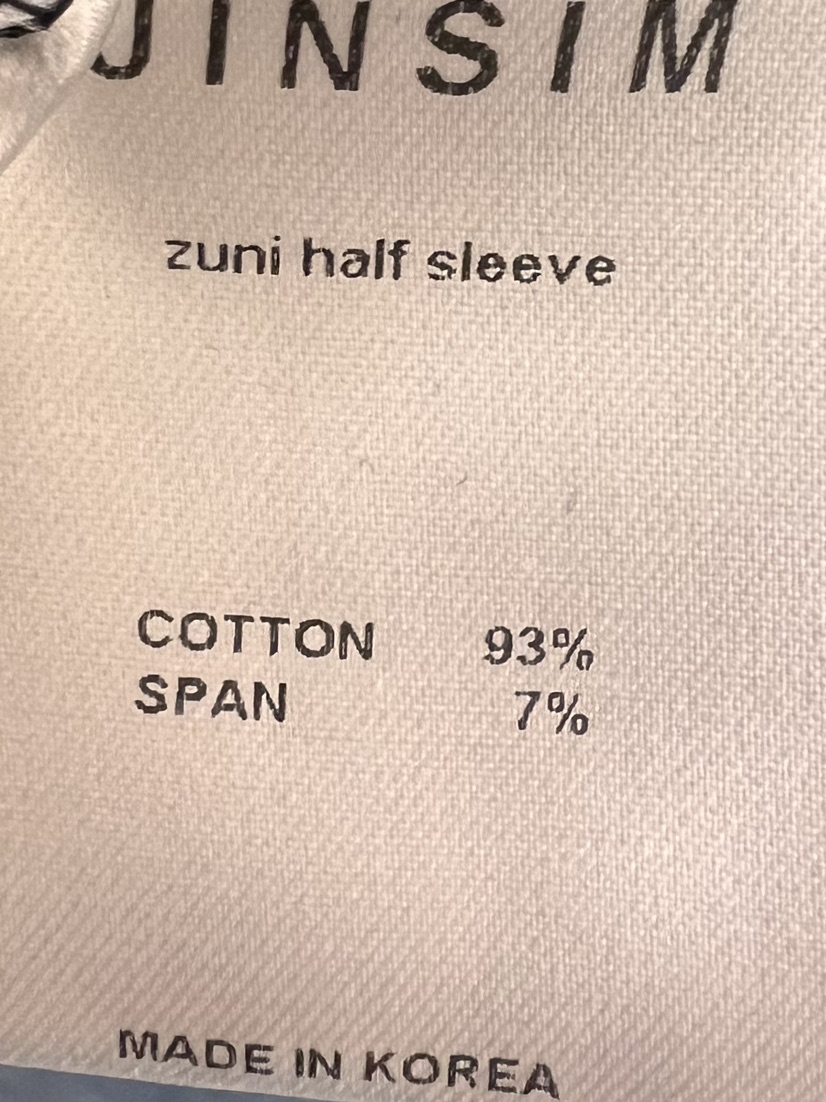 JINSIM
zuni half sleeve
COTTON 93%
SPAN 7%
MADE IN KOREA